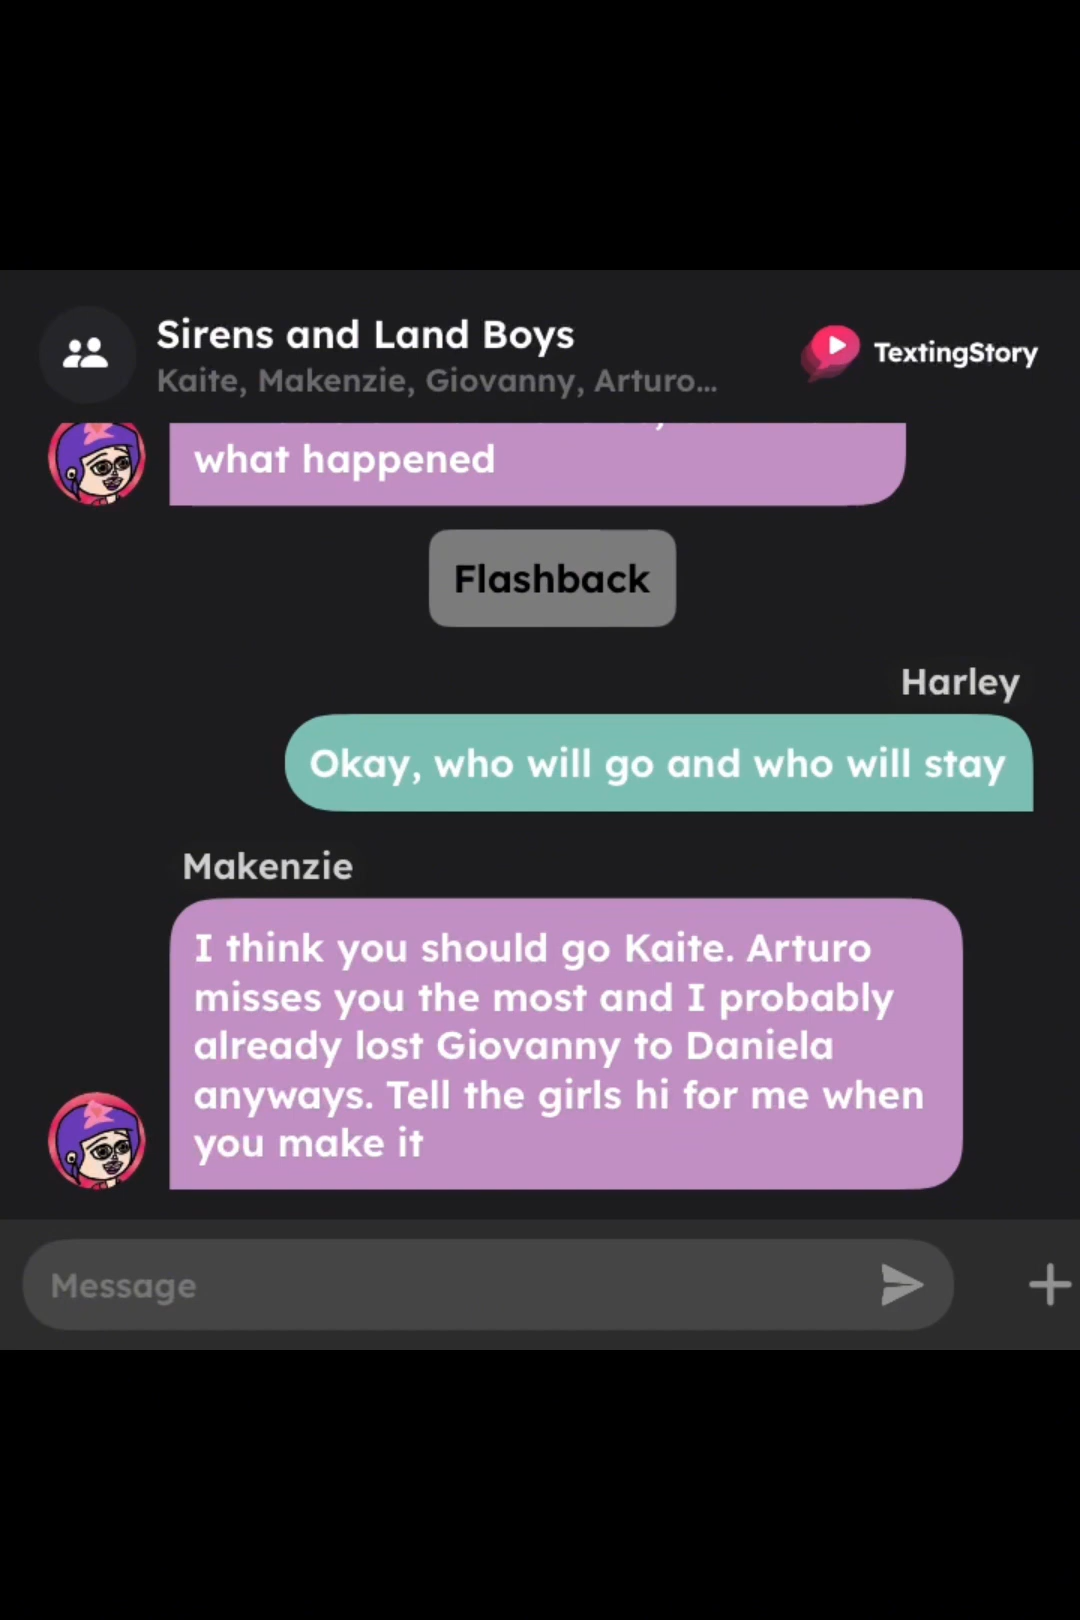 Sirens and Land Boys
Kaite, Makenzie, Giovanny, Arturo...
TextingStory
what happened
Flashback
Harley
Okay, who will go and who will stay
Makenzie
I think you should go Kaite. Arturo
misses you the most and I probably
already lost Giovanny to Daniela
anyways. Tell the girls hi for me when
you make it
Message